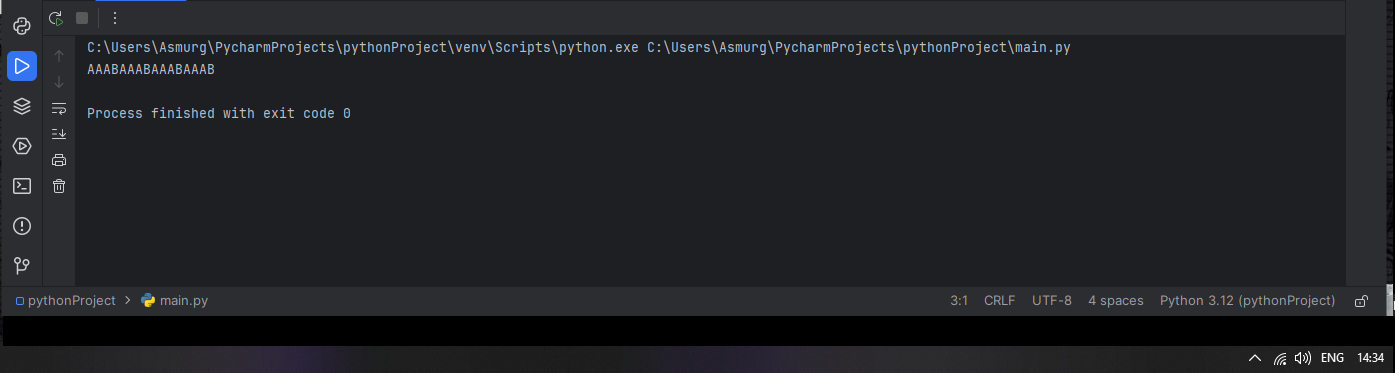 C:\Users\Asmurg\PycharmProjects\pythonProject\venv\Scripts\python.exe C:\Users\Asmurg\PycharmProjects\pythonProject\main.py
AAABAAABAAABAAAB
Process finished with exit code 0
pythonProject > main.py 3:1 CRLF UTF-8 4 spaces Python 3.12 (pythonProject)
ENG 14:34